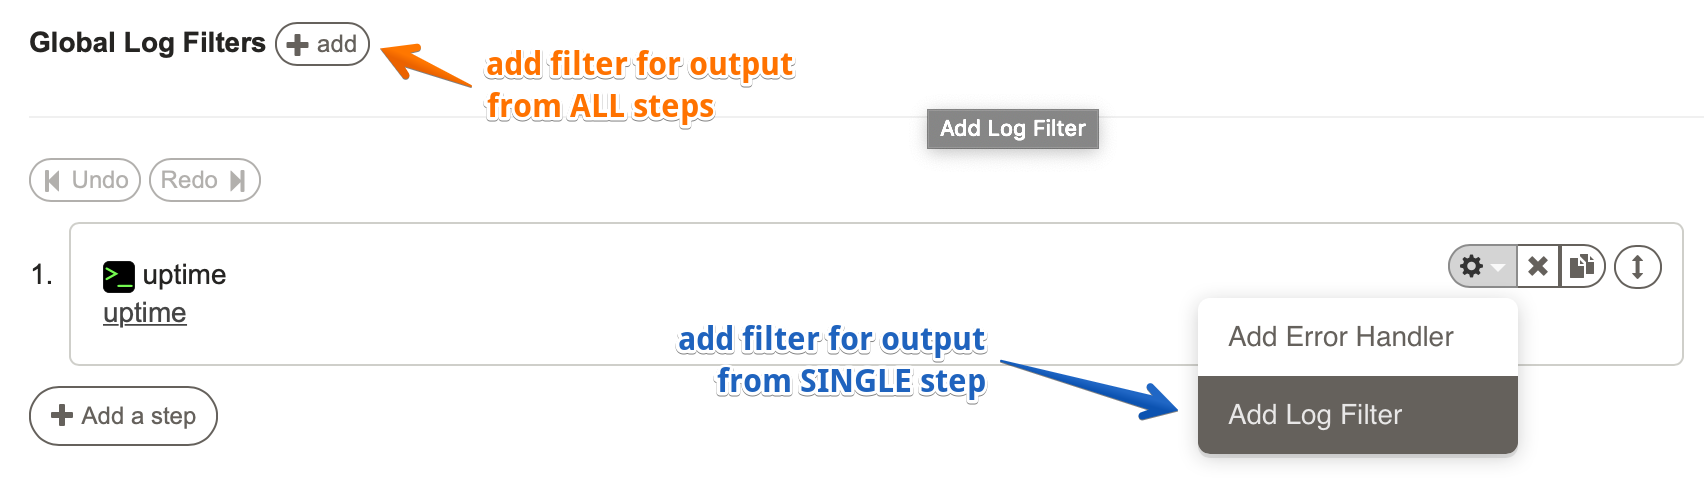 Global Log Filters
add
add filter for output
from ALL steps
Add Log Filter
Undo
Redo
1.
>_ uptime
uptime
Add Error Handler
add filter for output
from SINGLE step
Add Log Filter
Add a step